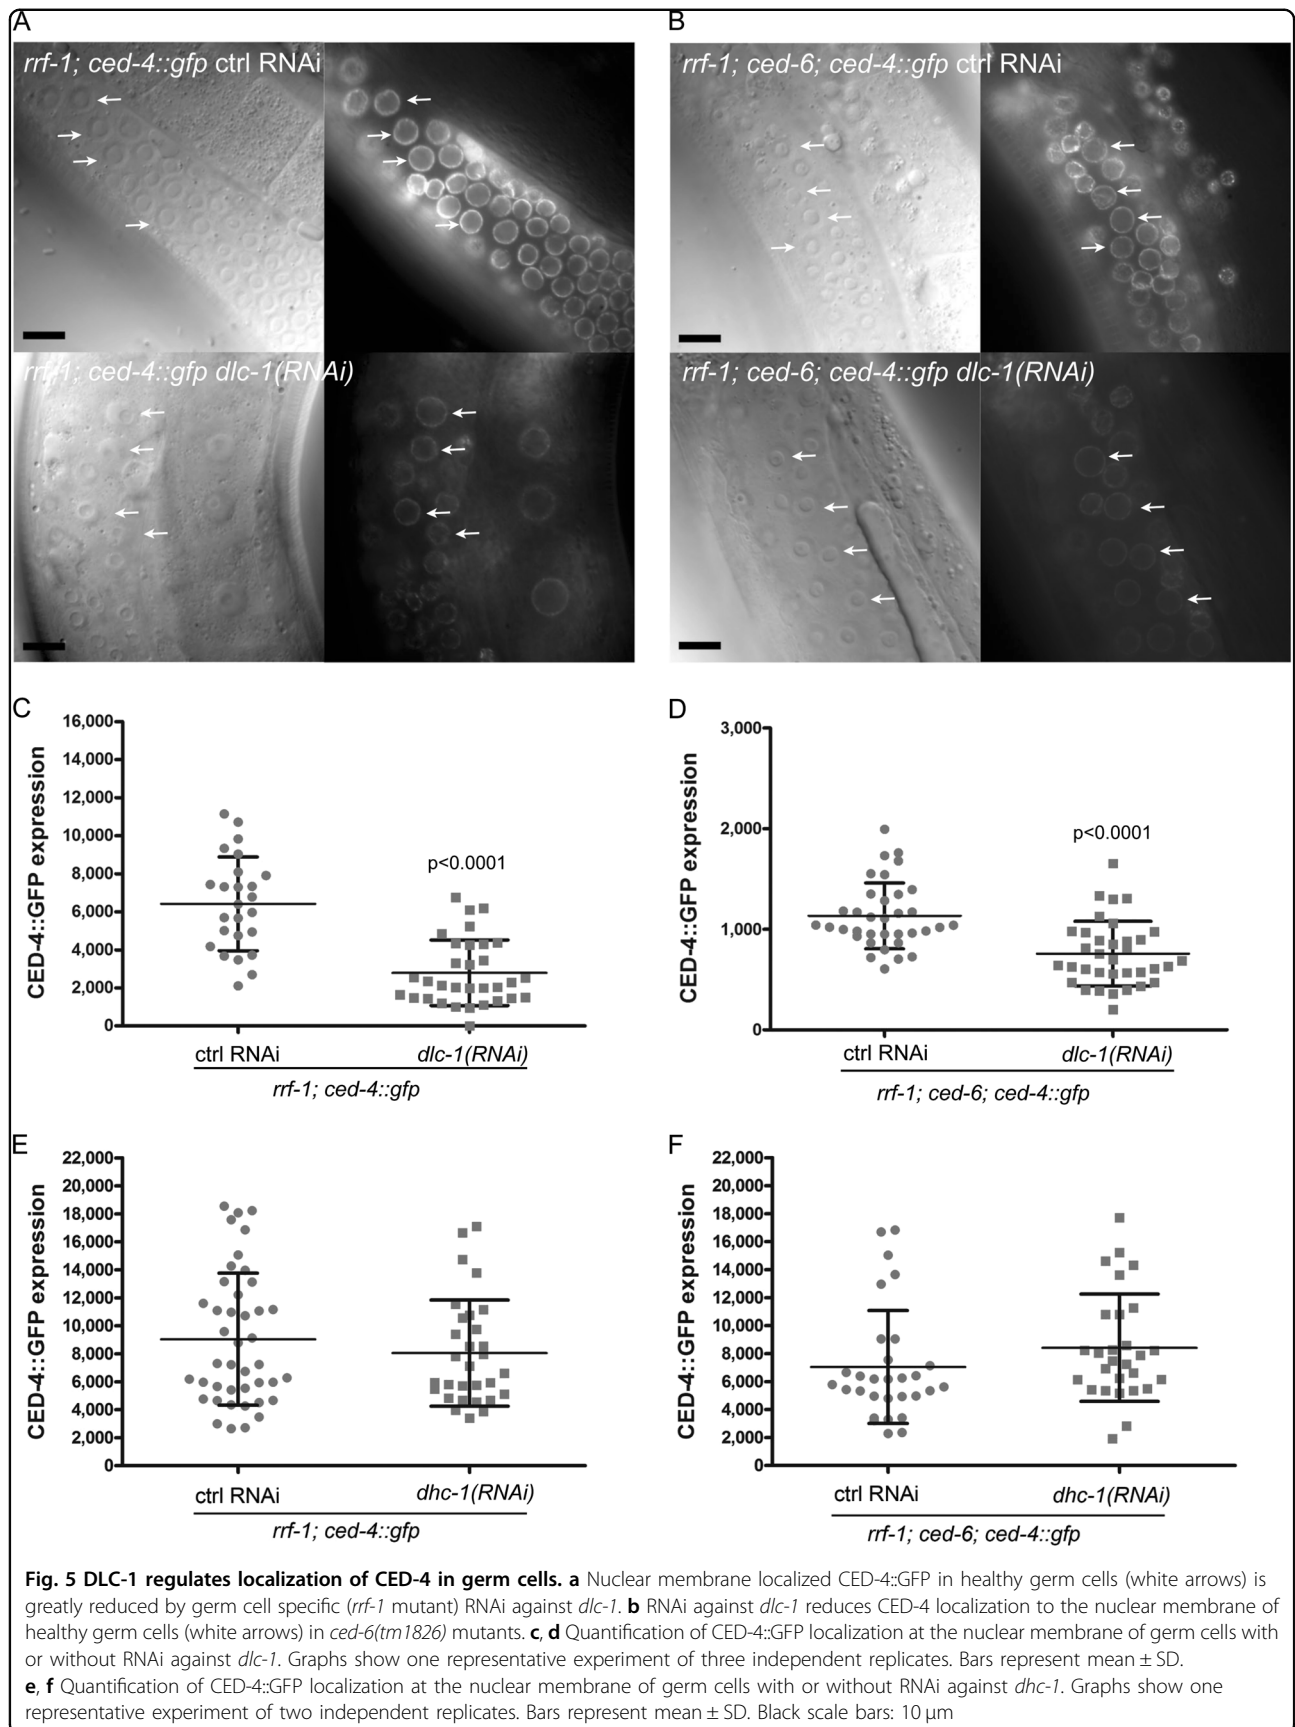 A
B
rrf-1; ced-4::gfp ctrl RNAi
rrf-1; ced-6; ced-4::gfp ctrl RNAi
rrf-1; ced-4::gfp dlc-1(RNAi)
rrf-1; ced-6; ced-4::gfp dlc-1(RNAi)
C
CED-4::GFP expression
16,000
14,000
12,000
10,000
8,000
6,000
4,000
2,000
0
p<0.0001
ctrl RNAi
dlc-1(RNAi)
rrf-1; ced-4::gfp
D
CED-4::GFP expression
3,000
2,000
1,000
0
p<0.0001
ctrl RNAi
dlc-1(RNAi)
rrf-1; ced-6; ced-4::gfp
E
CED-4::GFP expression
22,000
20,000
18,000
16,000
14,000
12,000
10,000
8,000
6,000
4,000
2,000
0
ctrl RNAi
dhc-1(RNAi)
rrf-1; ced-4::gfp
F
CED-4::GFP expression
22,000
20,000
18,000
16,000
14,000
12,000
10,000
8,000
6,000
4,000
2,000
0
ctrl RNAi
dhc-1(RNAi)
rrf-1; ced-6; ced-4::gfp
Fig. 5 DLC-1 regulates localization of CED-4 in germ cells. a Nuclear membrane localized CED-4::GFP in healthy germ cells (white arrows) is
greatly reduced by germ cell specific (rrf-1 mutant) RNAi against dlc-1. b RNAi against dlc-1 reduces CED-4 localization to the nuclear membrane of
healthy germ cells (white arrows) in ced-6(tm1826) mutants. c, d Quantification of CED-4::GFP localization at the nuclear membrane of germ cells with
or without RNAi against dlc-1. Graphs show one representative experiment of three independent replicates. Bars represent mean ± SD.
e, f Quantification of CED-4::GFP localization at the nuclear membrane of germ cells with or without RNAi against dhc-1. Graphs show one
representative experiment of two independent replicates. Bars represent mean ± SD. Black scale bars: 10 μm